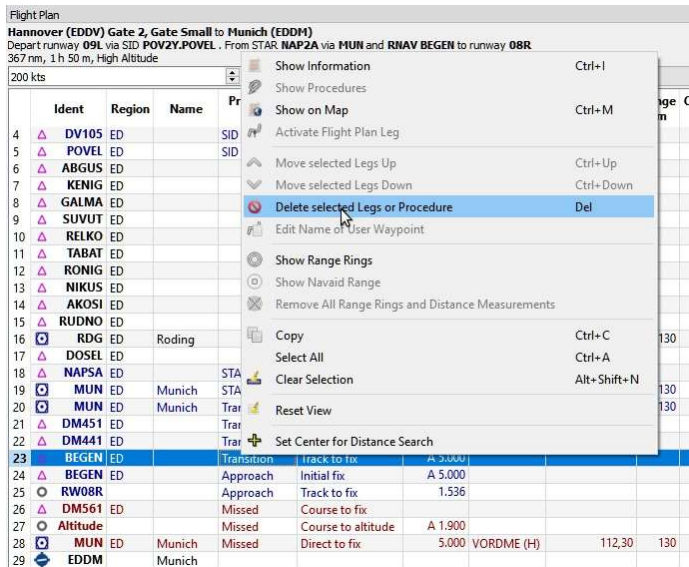 Flight Plan
Hannover (EDDV) Gate 2, Gate Small to Munich (EDDM)
Depart runway 09L via SID POV2Y.POVEL . From STAR NAP2A via MUN and RNAV BEGEN to runway 08R
367 nm, 1 h 50 m, High Altitude
200 kts
Show Information Ctrl+I
Show Procedures
Ident Region Name
Show on Map Ctrl+M
4 DV105 ED SID
Activate Flight Plan Leg
5 POVEL ED SID
6 ABGUS ED
Move selected Legs Up Ctrl+Up
7 KENIG ED
Move selected Legs Down Ctrl+Down
8 GALMA ED
Delete selected Legs or Procedure Del
9 SUVUT ED
Edit Name of User Waypoint
10 RELKO ED
11 TABAT ED
Show Range Rings
12 RONIG ED
Show Navaid Range
13 NIKUS ED
14 AKOSI ED
Remove All Range Rings and Distance Measurements
15 RUDNO ED
16 RDG ED Roding 130
Copy Ctrl+C
17 DOSEL ED
Select All Ctrl+A
18 NAPSA ED STA
Clear Selection Alt+Shift+N
19 MUN ED Munich STA 130
20 MUN ED Munich Tra 130
Reset View
21 DM451 ED Tra
22 DM441 ED Tra
Set Center for Distance Search
23 BEGEN ED Transition Track to fix A 5.000
24 BEGEN ED Approach Initial fix A 5.000
25 RW08R Approach Track to fix 1.536
26 DM561 ED Missed Course to fix
27 Altitude Missed Course to altitude A 1.900
28 MUN ED Munich Missed Direct to fix 5.000 VORDME (H) 112,30 130
29 EDDM Munich